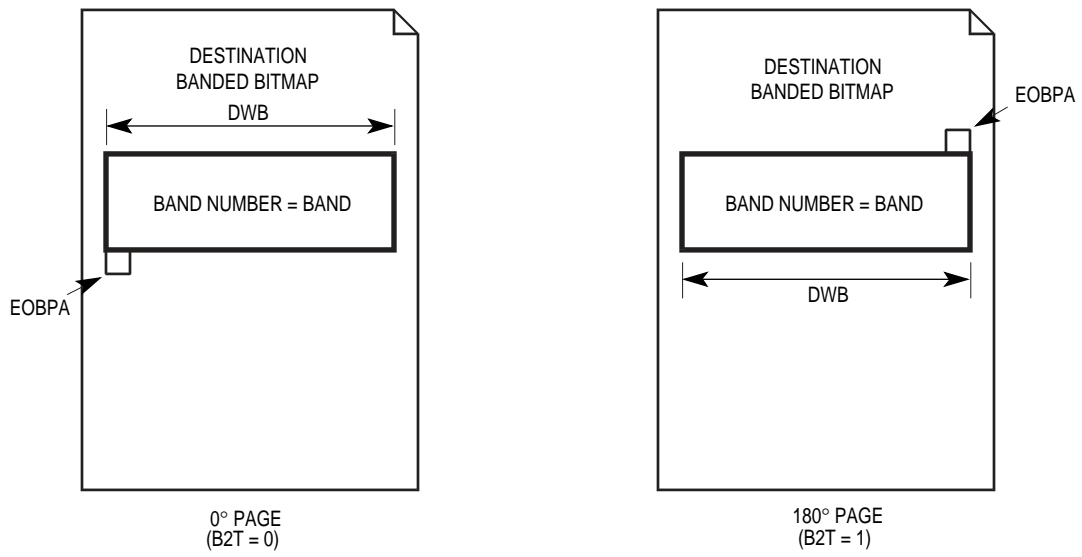 DESTINATION
BANDED BITMAP
DWB
BAND NUMBER = BAND
EOBPA
0° PAGE
(B2T = 0)
DESTINATION
BANDED BITMAP
EOBPA
BAND NUMBER = BAND
DWB
180° PAGE
(B2T = 1)